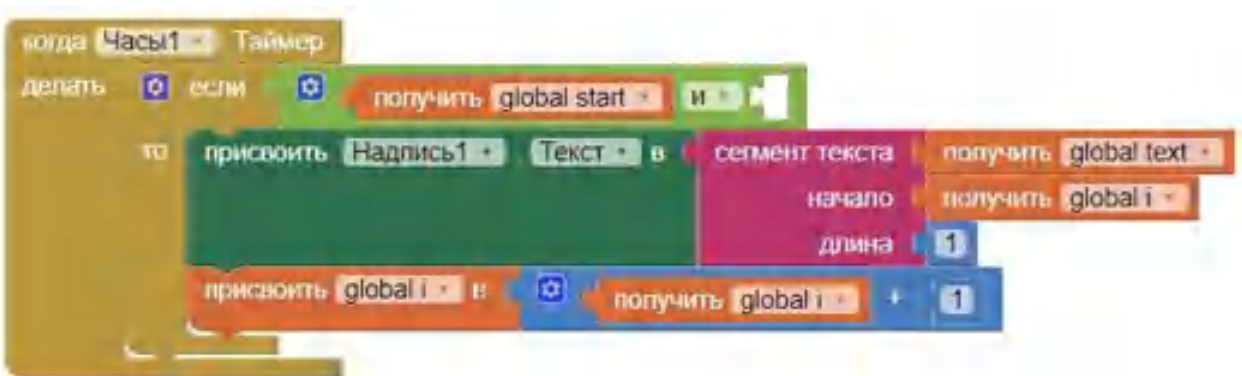 когда Часы1 Таймер
делать если получить global start и
то присвоить Надпись1 . Текст в сегмент текста получить global text
начало получить global i
длина 1
присвоить global i в получить global i + 1